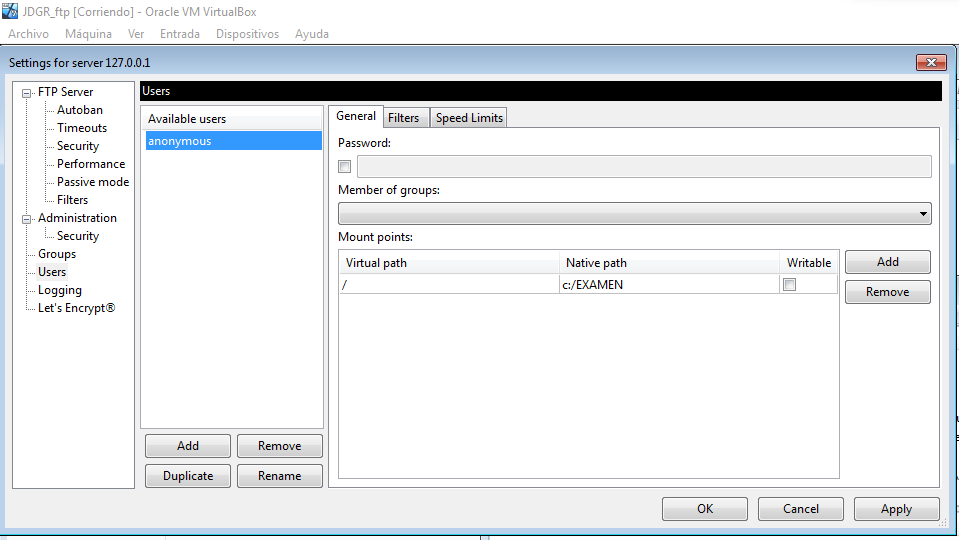 JDGR_ftp [Corriendo] - Oracle VM VirtualBox
Archivo Máquina Ver Entrada Dispositivos Ayuda
Settings for server 127.0.0.1
FTP Server
Autoban
Timeouts
Security
Performance
Passive mode
Filters
Administration
Security
Groups
Users
Logging
Let's Encrypt®
Users
Available users
anonymous
Add Remove
Duplicate Rename
General Filters Speed Limits
Password:
Member of groups:
Mount points:
Virtual path Native path Writable
/ c:/EXAMEN
Add
Remove
OK Cancel Apply